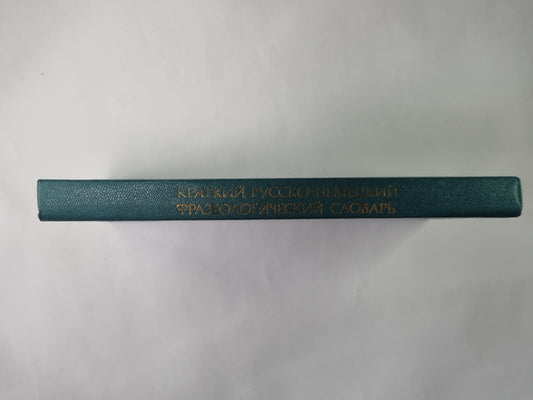 КРАТКИЙ РУССКО-НЕМЕЦКИЙ
ФРАЗЕОЛОГИЧЕСКИЙ СЛОВАРЬ